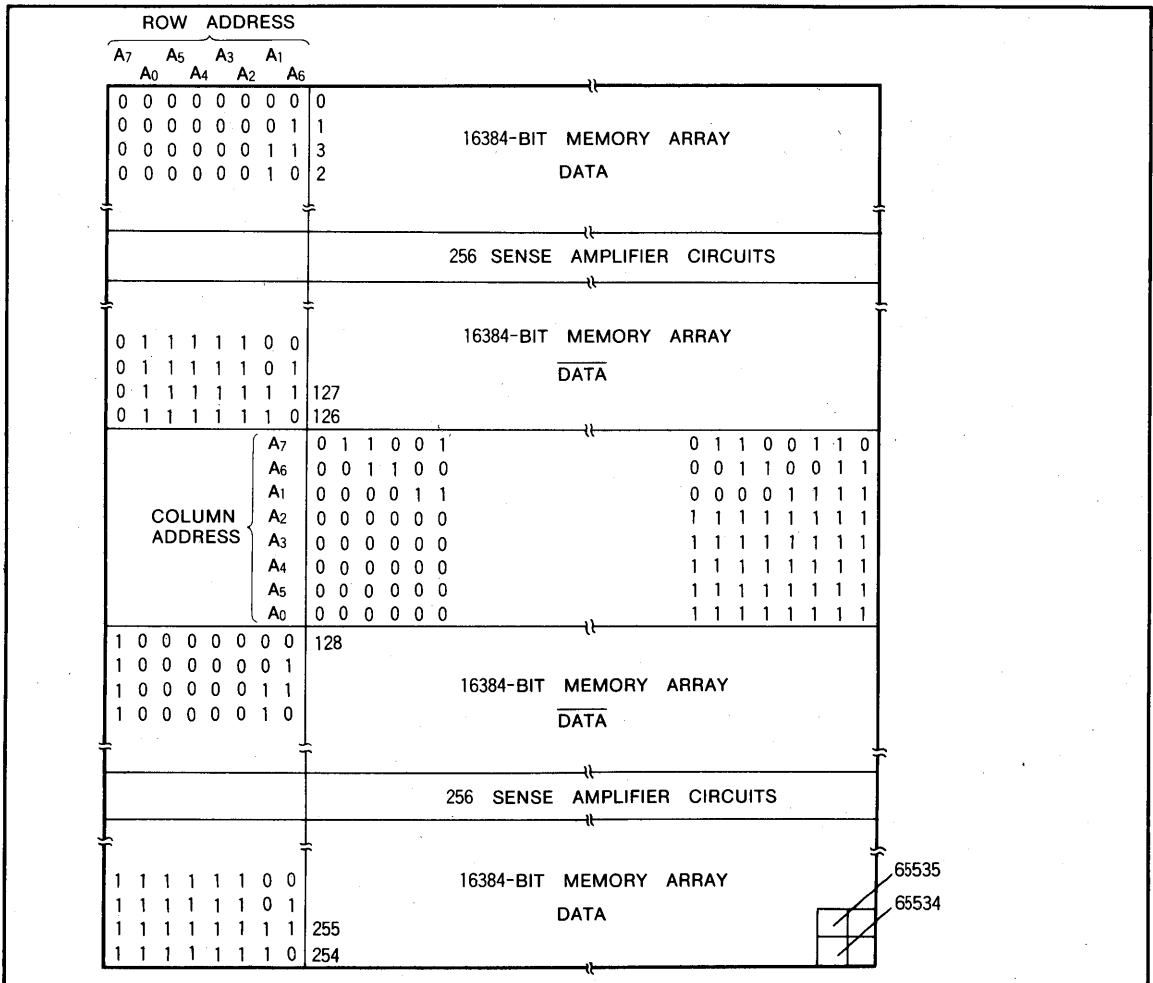 ROW ADDRESS
A7 A5 A3 A1
A0 A4 A2 A6
0 0 0 0 0 0 0 0 0
0 0 0 0 0 0 0 1 1
0 0 0 0 0 0 1 1 3
0 0 0 0 0 0 1 0 2
16384-BIT MEMORY ARRAY
DATA
256 SENSE AMPLIFIER CIRCUITS
16384-BIT MEMORY ARRAY
D̅A̅T̅A̅
0 1 1 1 1 1 0 0
0 1 1 1 1 1 0 1
0 1 1 1 1 1 1 1 127
0 1 1 1 1 1 1 0 126
COLUMN
ADDRESS
A7 0 1 1 0 0 1 0 1 1 0 0 1 1 0
A6 0 0 1 1 0 0 0 0 1 1 0 0 1 1
A1 0 0 0 0 1 1 0 0 0 0 1 1 1 1
A2 0 0 0 0 0 0 1 1 1 1 1 1 1 1
A3 0 0 0 0 0 0 1 1 1 1 1 1 1 1
A4 0 0 0 0 0 0 1 1 1 1 1 1 1 1
A5 0 0 0 0 0 0 1 1 1 1 1 1 1 1
A0 0 0 0 0 0 0 1 1 1 1 1 1 1 1
1 0 0 0 0 0 0 0 128
1 0 0 0 0 0 0 1
1 0 0 0 0 0 1 1
1 0 0 0 0 0 1 0
16384-BIT MEMORY ARRAY
D̅A̅T̅A̅
256 SENSE AMPLIFIER CIRCUITS
16384-BIT MEMORY ARRAY
DATA
1 1 1 1 1 1 0 0
1 1 1 1 1 1 0 1
1 1 1 1 1 1 1 1 255
1 1 1 1 1 1 1 0 254
65535
65534